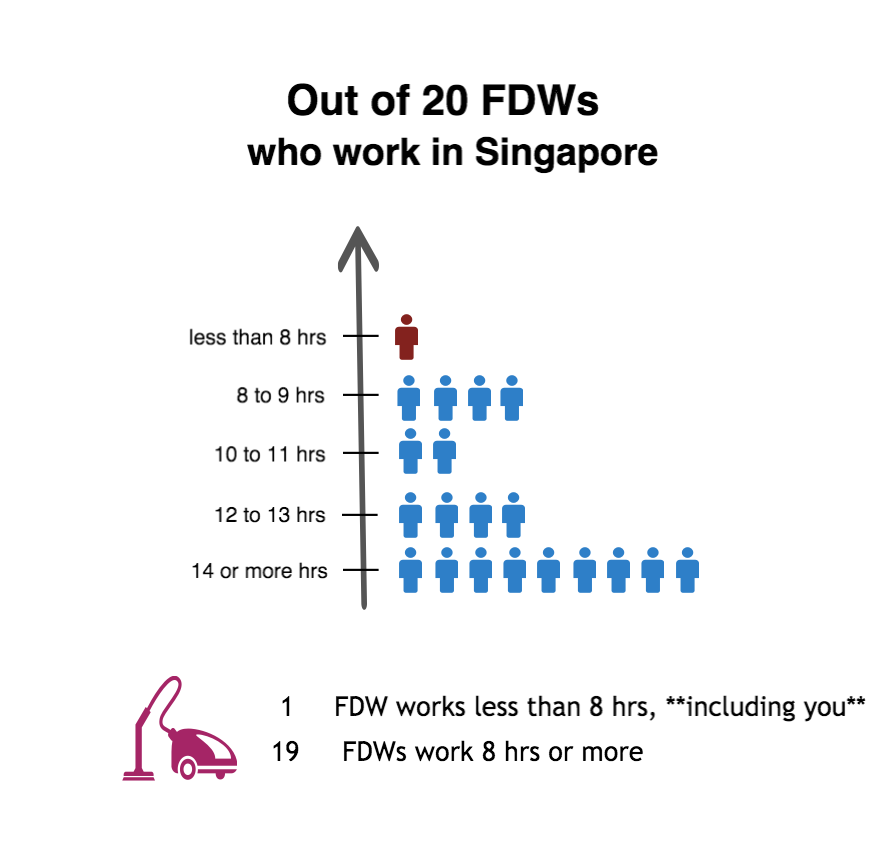 Out of 20 FDWs
who work in Singapore
less than 8 hrs
8 to 9 hrs
10 to 11 hrs
12 to 13 hrs
14 or more hrs
1 FDW works less than 8 hrs, **including you**
19 FDWs work 8 hrs or more